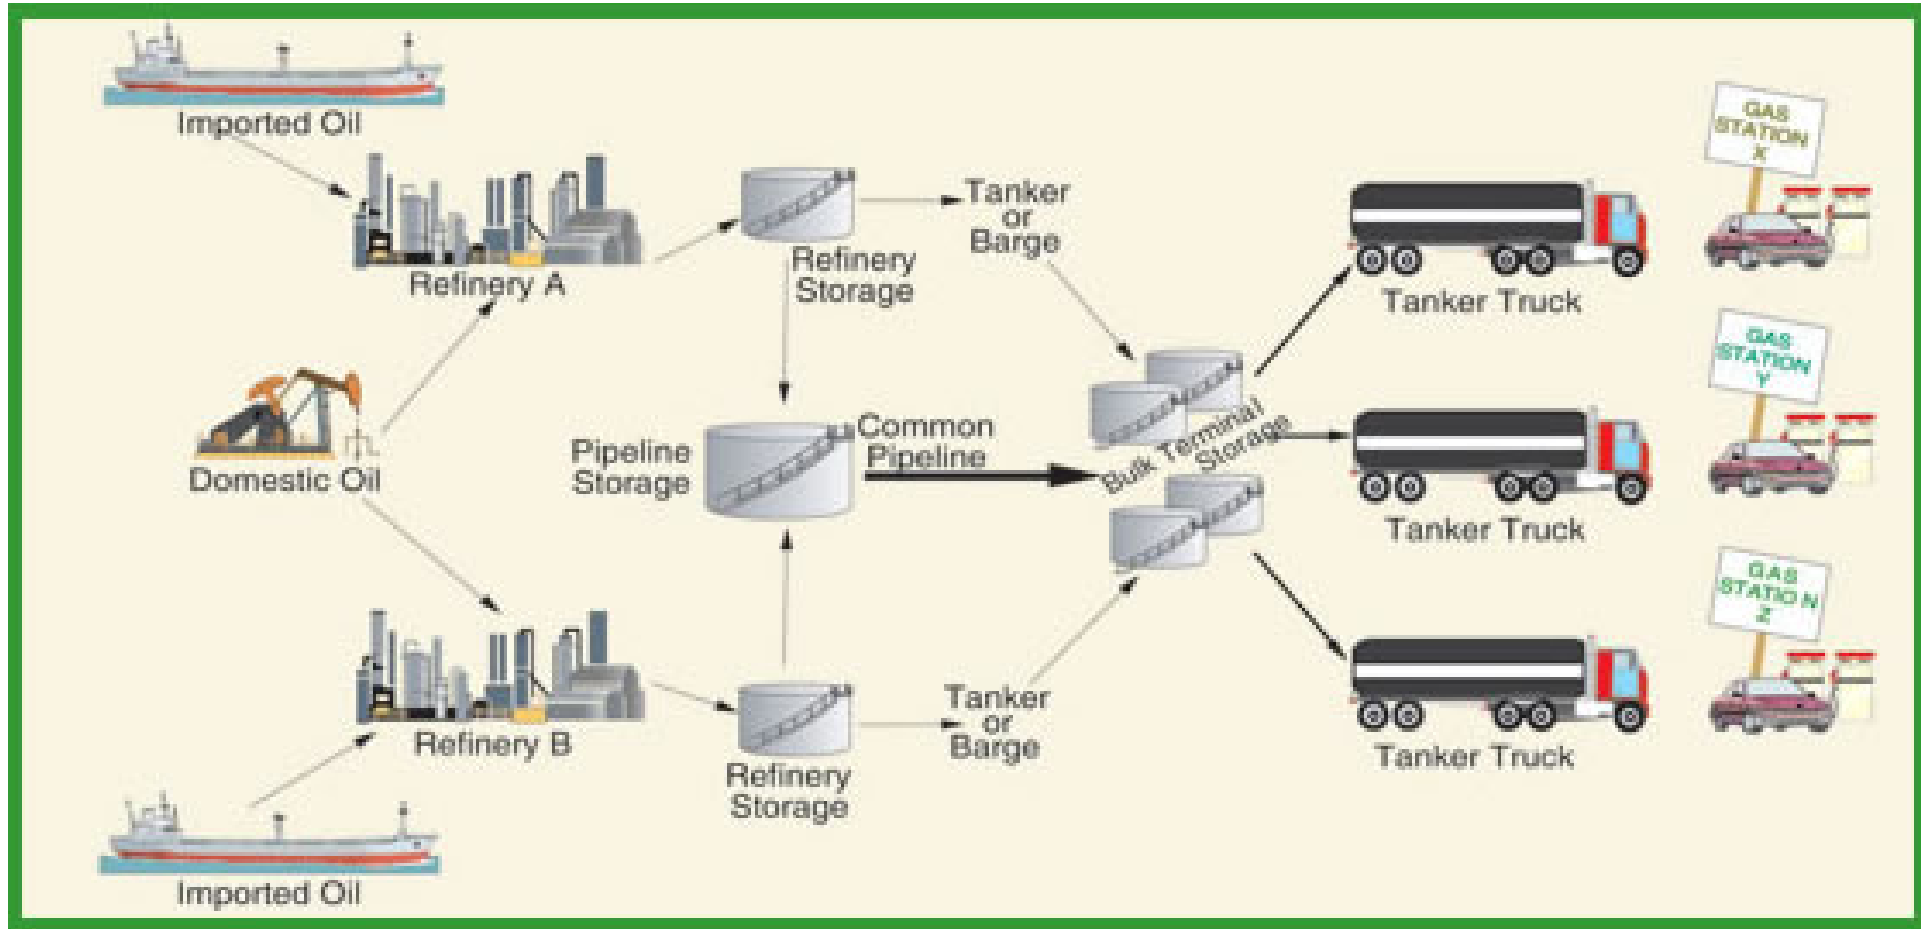 Imported Oil
Refinery A
Refinery
Storage
Tanker
or
Barge
Tanker Truck
GAS
STATION
X
Domestic Oil
Pipeline
Storage
Common
Pipeline
Bulk Terminal
Storage
Tanker Truck
GAS
STATION
Y
Refinery B
Refinery
Storage
Tanker
or
Barge
Tanker Truck
GAS
STATIO N
Z
Imported Oil